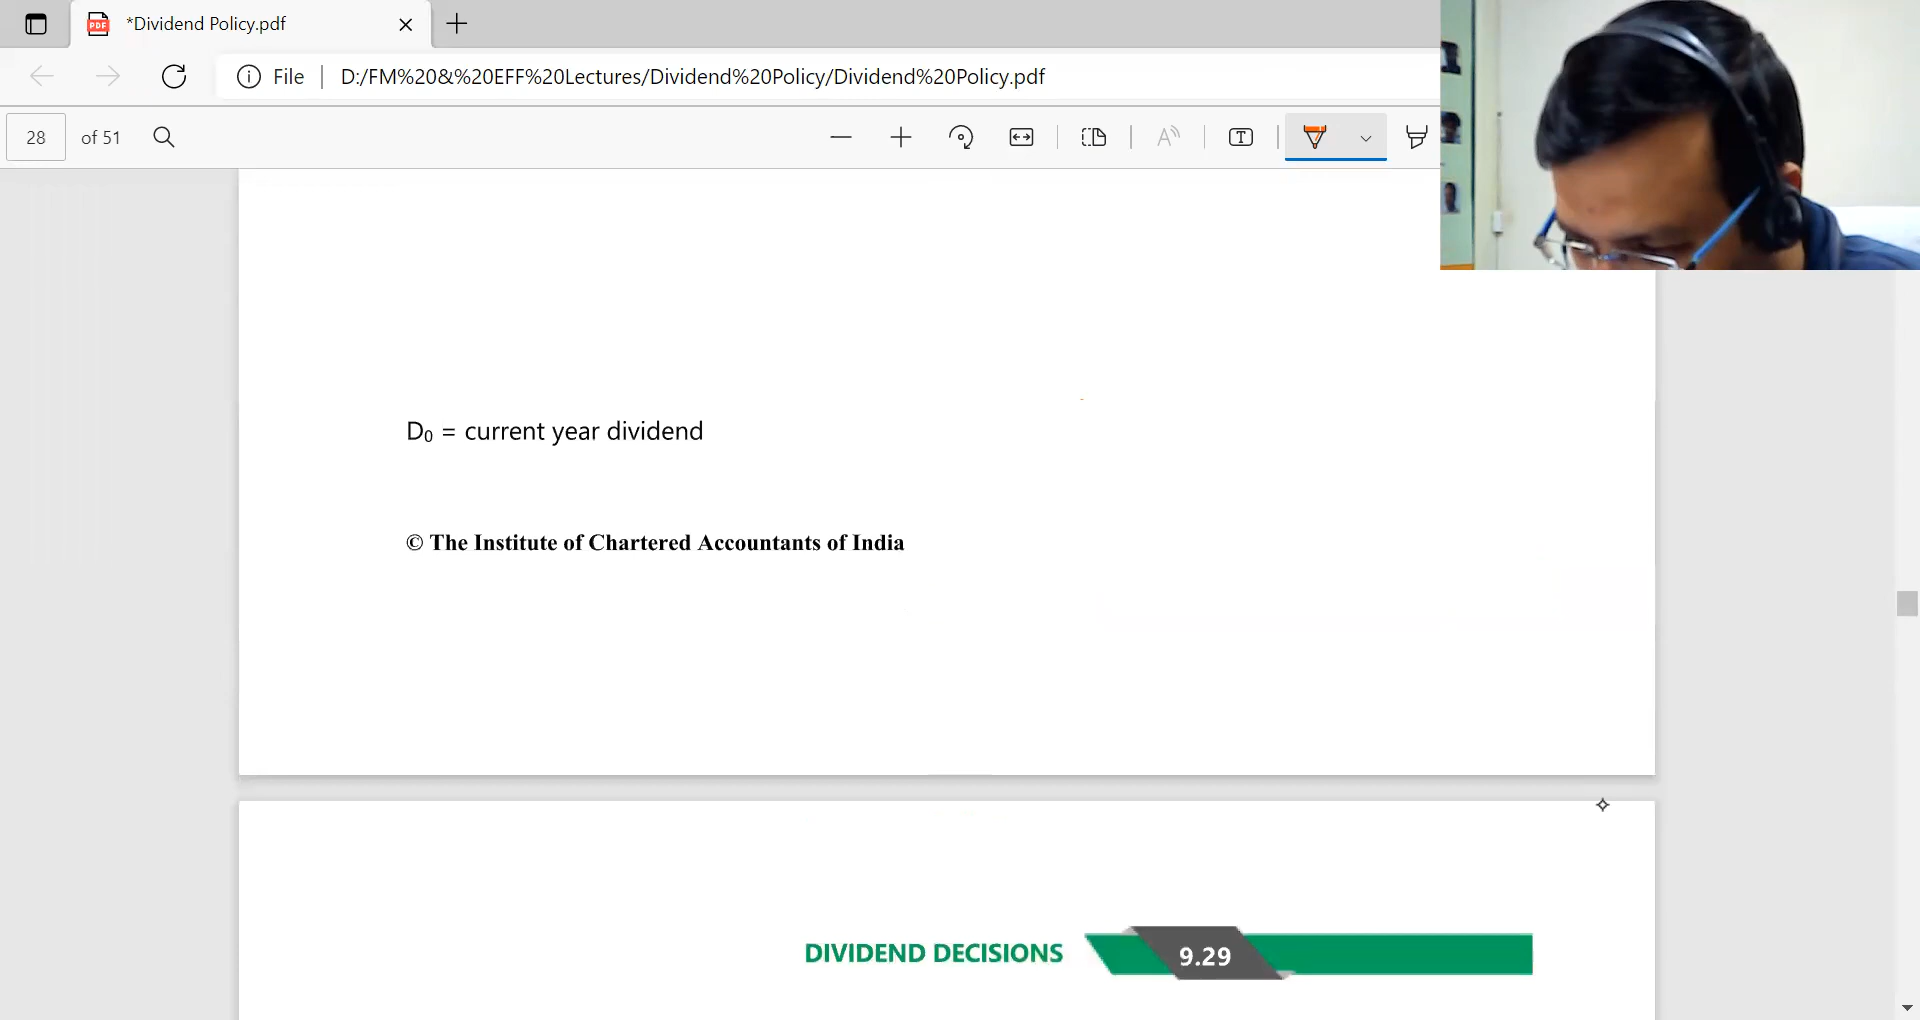 *Dividend Policy.pdf
File | D:/FM%20&%20EFF%20Lectures/Dividend%20Policy/Dividend%20Policy.pdf
28 of 51
D₀ = current year dividend
© The Institute of Chartered Accountants of India
DIVIDEND DECISIONS 9.29